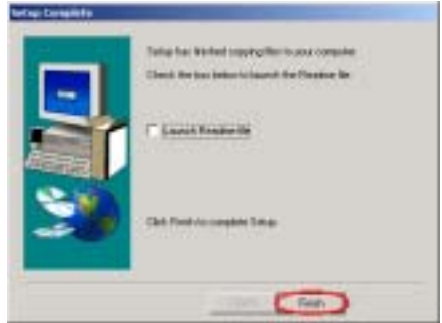 Setup Complete
Setup has finished copying files to your computer.
Check the box below to launch the Readme file.
Launch Readme file
Click Finish to complete Setup.
Finish